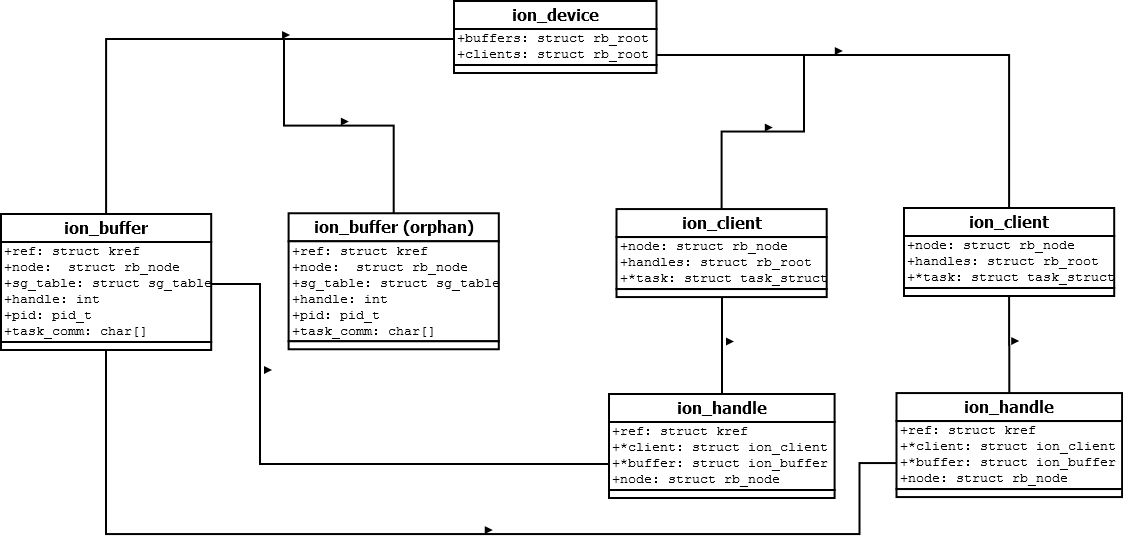 ion_device
+buffers: struct rb_root
+clients: struct rb_root
ion_buffer
+ref: struct kref
+node:  struct rb_node
+sg_table: struct sg_table
+handle: int
+pid: pid_t
+task_comm: char[]
ion_buffer (orphan)
+ref: struct kref
+node:  struct rb_node
+sg_table: struct sg_table
+handle: int
+pid: pid_t
+task_comm: char[]
ion_client
+node: struct rb_node
+handles: struct rb_root
+*task: struct task_struct
ion_client
+node: struct rb_node
+handles: struct rb_root
+*task: struct task_struct
ion_handle
+ref: struct kref
+*client: struct ion_client
+*buffer: struct ion_buffer
+node: struct rb_node
ion_handle
+ref: struct kref
+*client: struct ion_client
+*buffer: struct ion_buffer
+node: struct rb_node